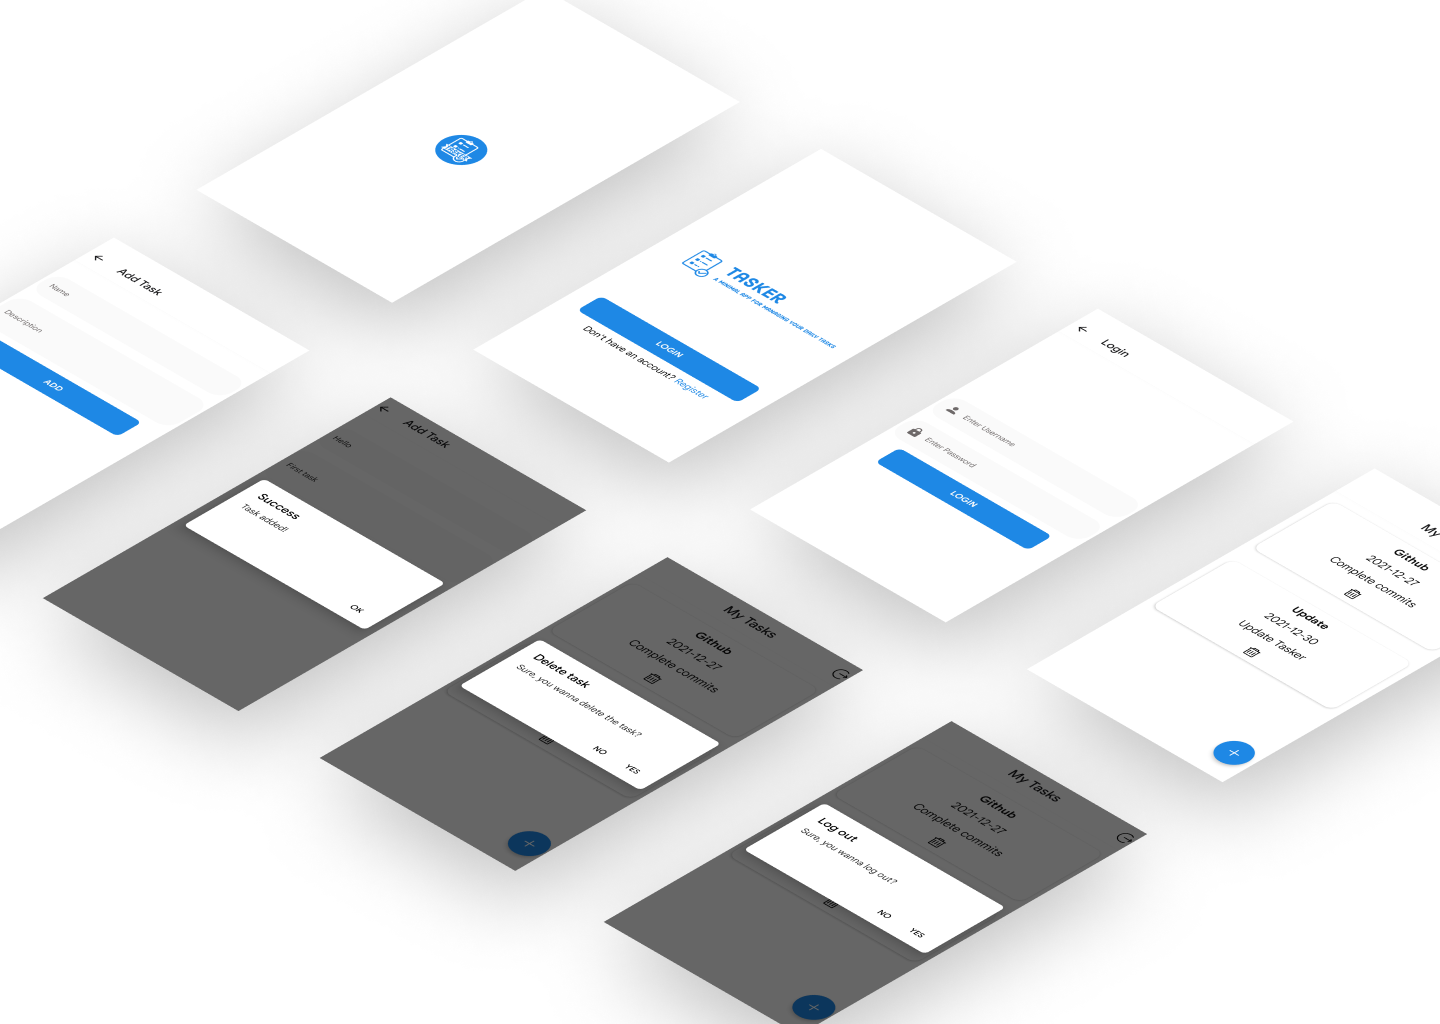 TASKER
A MINIMAL APP FOR MANAGING YOUR DAILY TASKS
LOGIN
Don't have an account? Register
Add Task
Name
Description
ADD
Login
Enter Username
Enter Password
LOGIN
Add Task
Hello
First task
Success
Task added!
OK
My
Github
2021-12-27
Complete commits
Update
2021-12-30
Update Tasker
My Tasks
Github
2021-12-27
Complete commits
Delete task
Sure, you wanna delete the task?
NO
YES
My Tasks
Github
2021-12-27
Complete commits
Log out
Sure, you wanna log out?
NO
YES